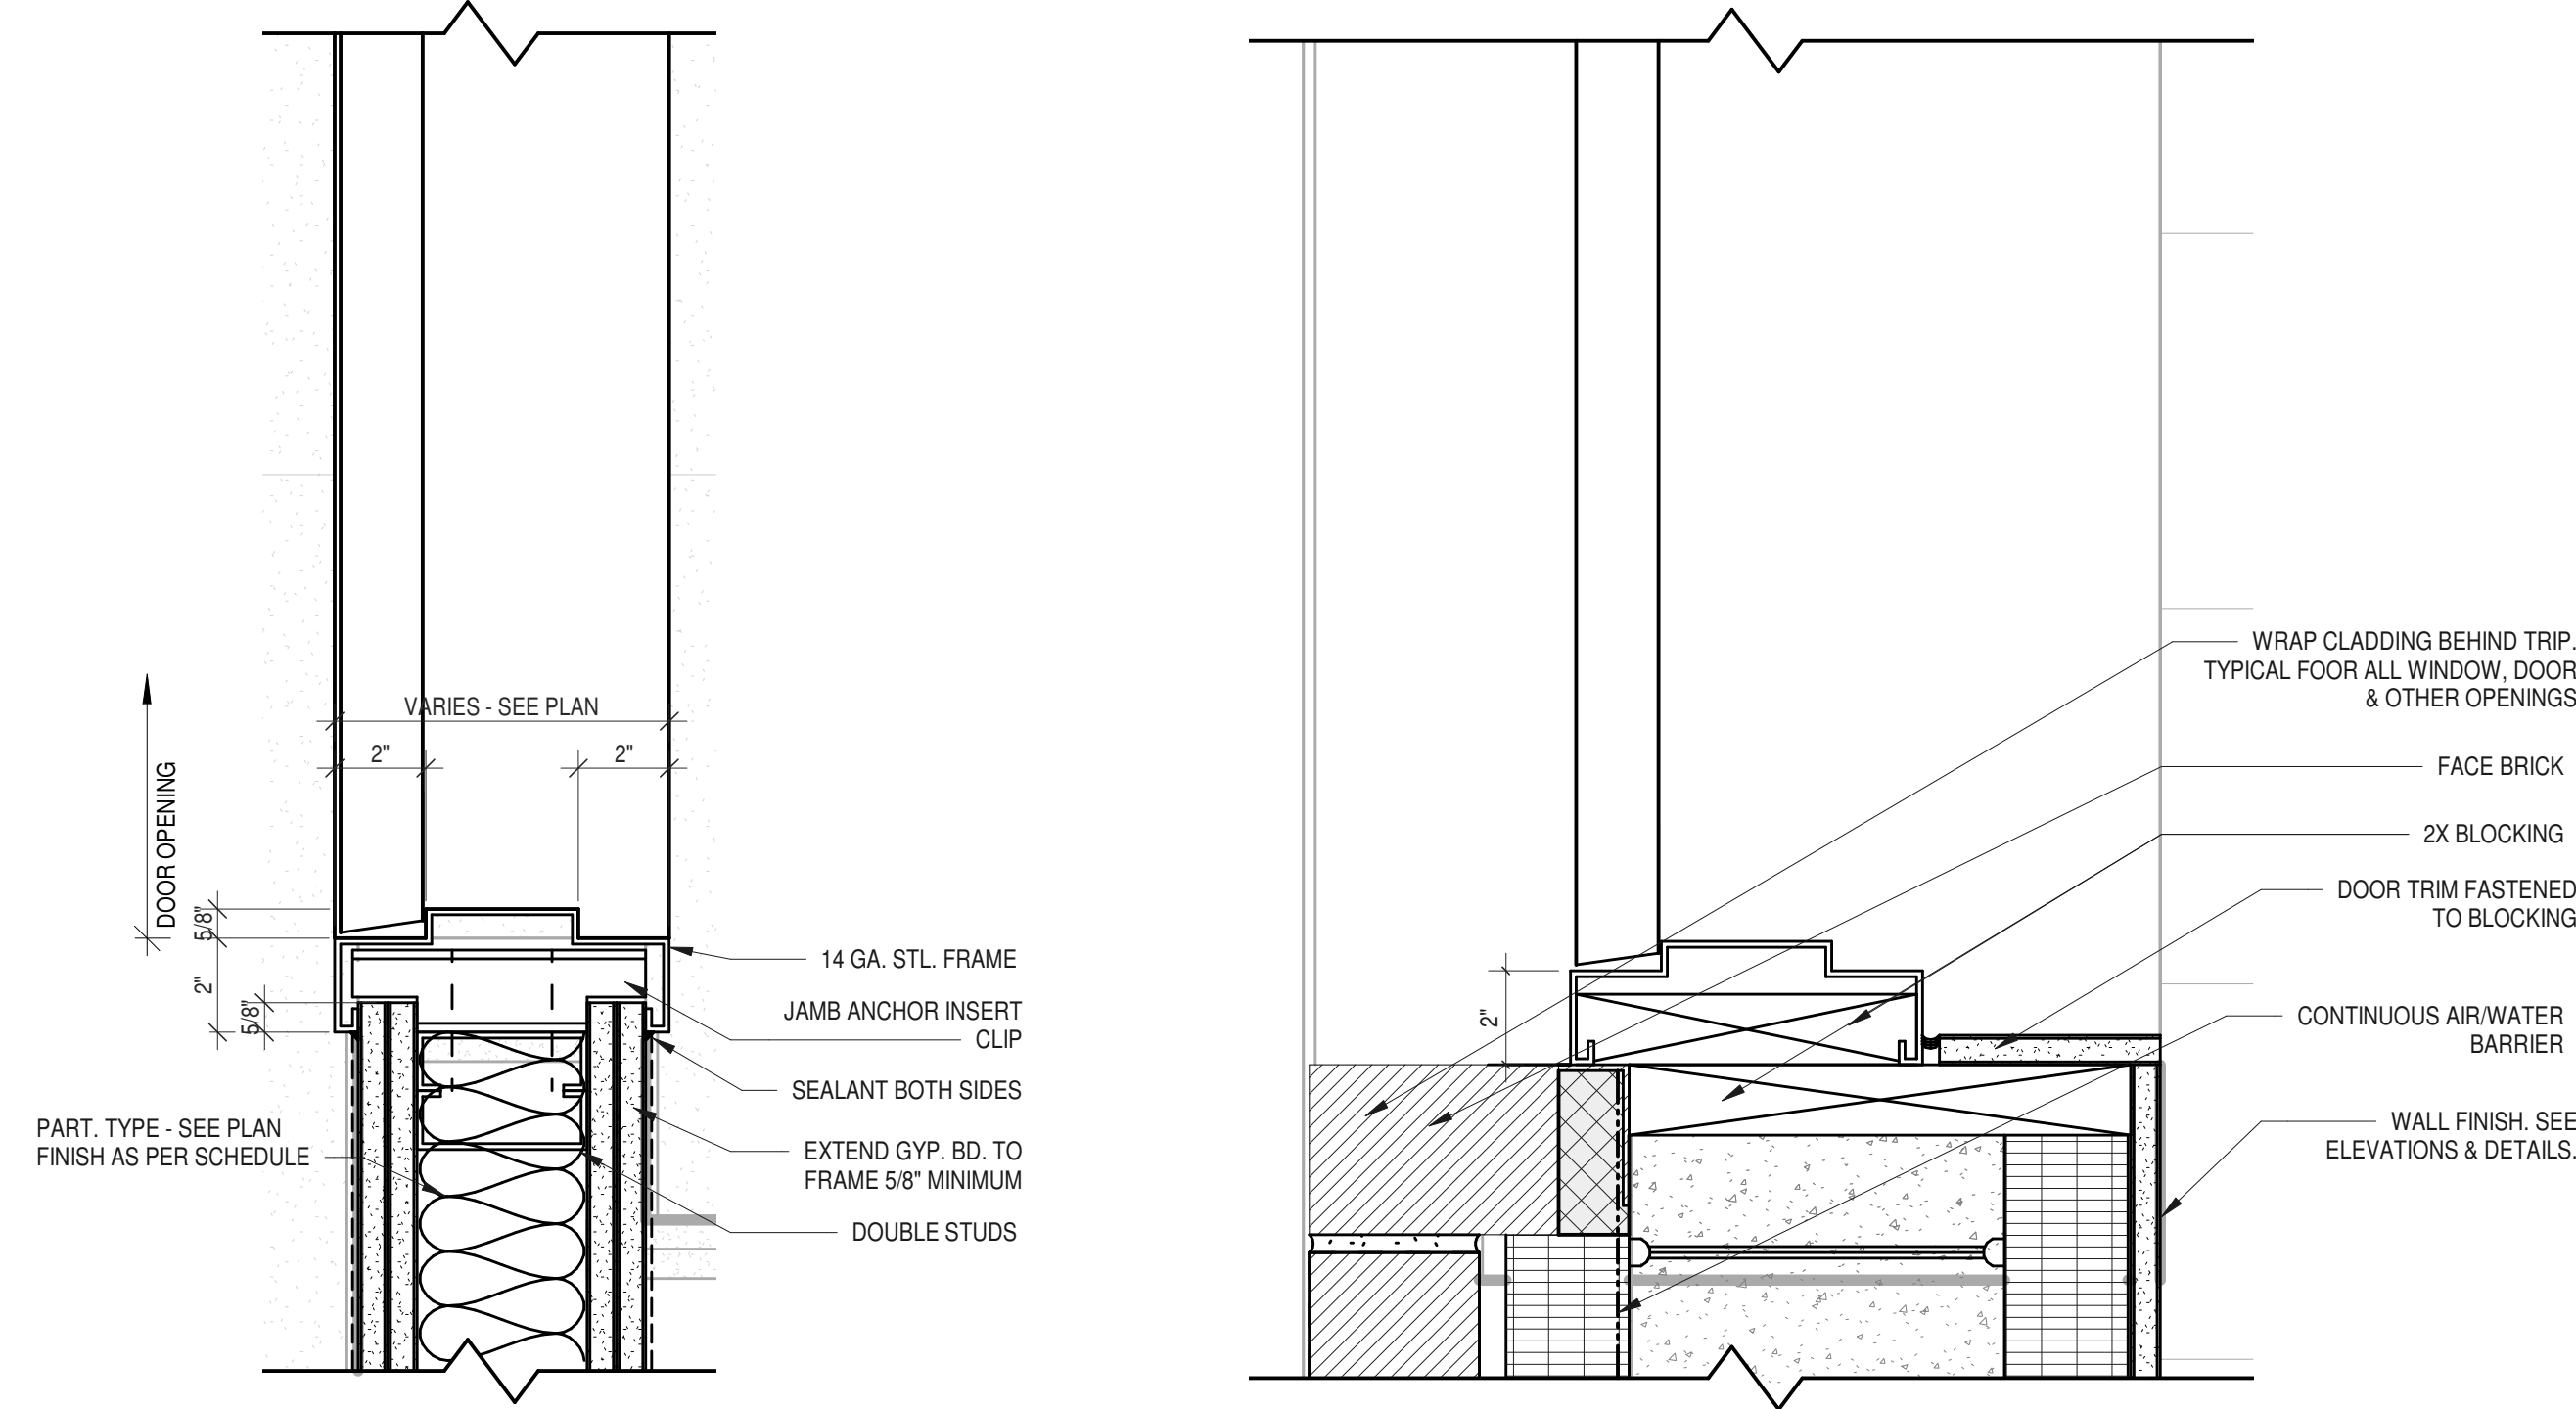 VARIES - SEE PLAN
2"
2"
DOOR OPENING
5/8"
2"
5/8"
14 GA. STL. FRAME
JAMB ANCHOR INSERT
CLIP
SEALANT BOTH SIDES
EXTEND GYP. BD. TO
FRAME 5/8" MINIMUM
DOUBLE STUDS
PART. TYPE - SEE PLAN
FINISH AS PER SCHEDULE
2"
WRAP CLADDING BEHIND TRIP.
TYPICAL FOOR ALL WINDOW, DOOR
& OTHER OPENINGS
FACE BRICK
2X BLOCKING
DOOR TRIM FASTENED
TO BLOCKING
CONTINUOUS AIR/WATER
BARRIER
WALL FINISH. SEE
ELEVATIONS & DETAILS.